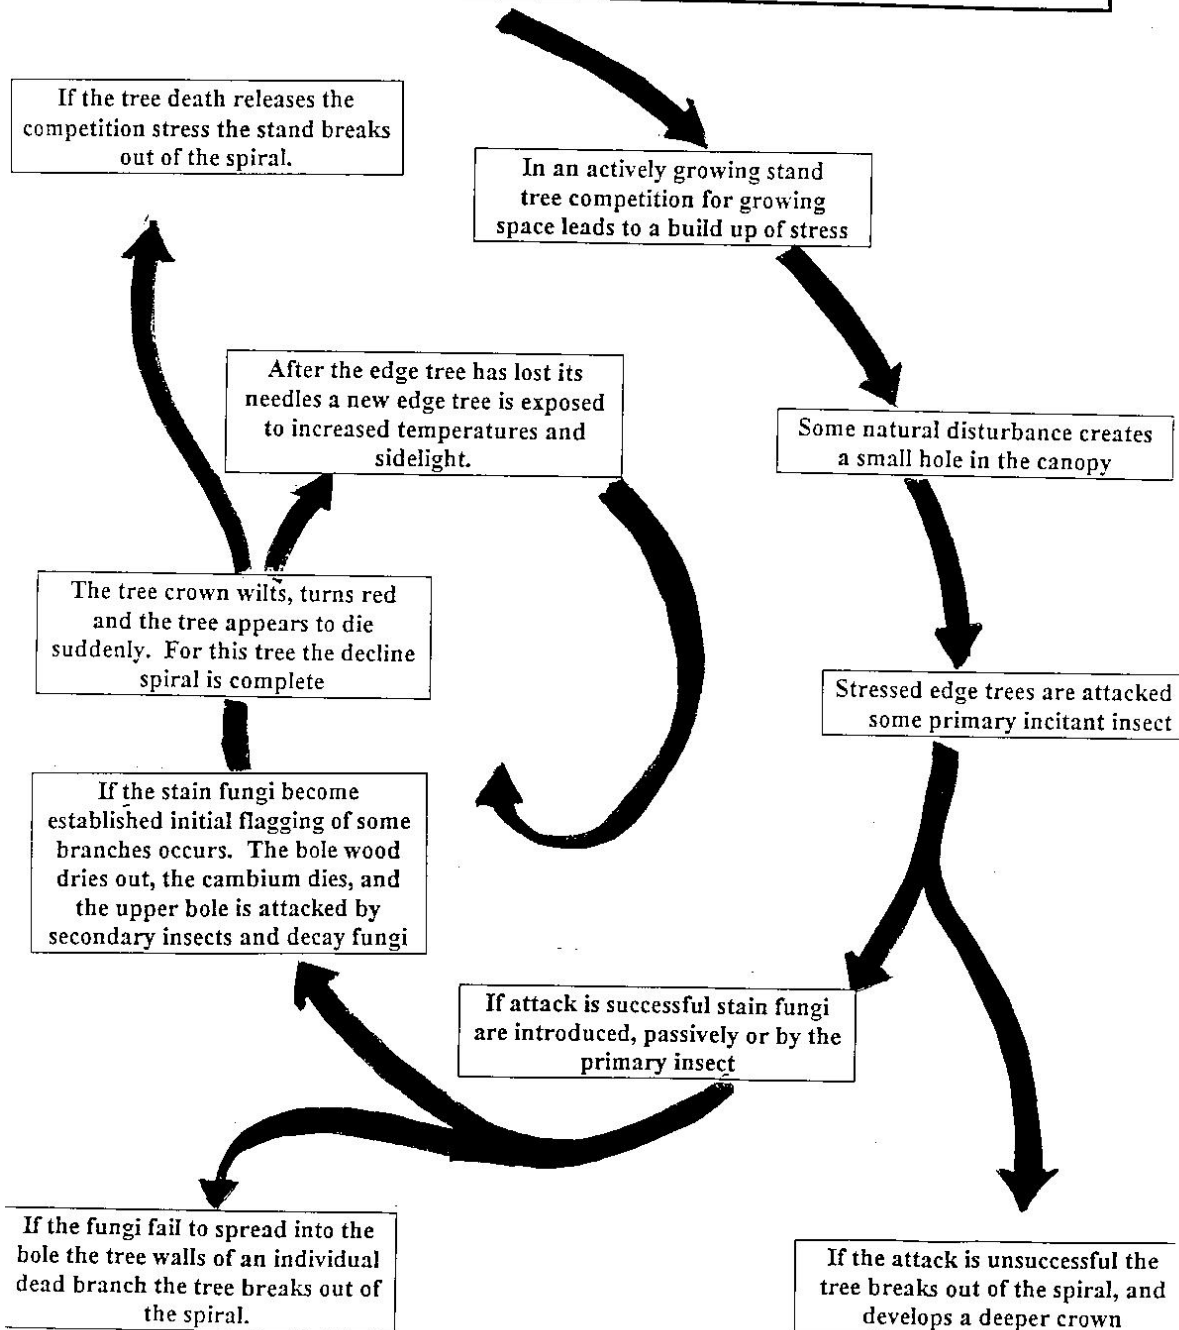 If the tree death releases the
competition stress the stand breaks
out of the spiral.
In an actively growing stand
tree competition for growing
space leads to a build up of stress
After the edge tree has lost its
needles a new edge tree is exposed
to increased temperatures and
sidelight.
Some natural disturbance creates
a small hole in the canopy
The tree crown wilts, turns red
and the tree appears to die
suddenly. For this tree the decline
spiral is complete
Stressed edge trees are attacked
some primary incitant insect
If the stain fungi become
established initial flagging of some
branches occurs. The bole wood
dries out, the cambium dies, and
the upper bole is attacked by
secondary insects and decay fungi
If attack is successful stain fungi
are introduced, passively or by the
primary insect
If the fungi fail to spread into the
bole the tree walls of an individual
dead branch the tree breaks out of
the spiral.
If the attack is unsuccessful the
tree breaks out of the spiral, and
develops a deeper crown